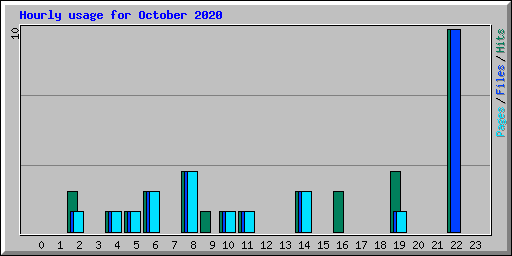 Hourly usage for October 2020
10
Pages/Files/Hits
0 1 2 3 4 5 6 7 8 9 10 11 12 13 14 15 16 17 18 19 20 21 22 23